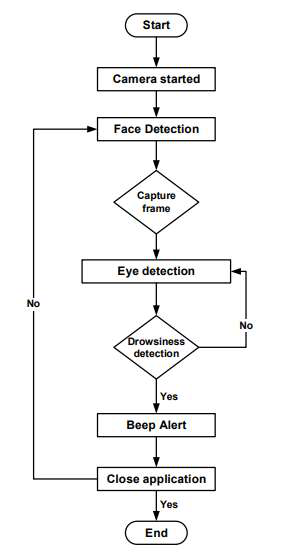 Start
Camera started
Face Detection
Capture
frame
Eye detection
No
No
Drowsiness
detection
Yes
Beep Alert
Close application
Yes
End